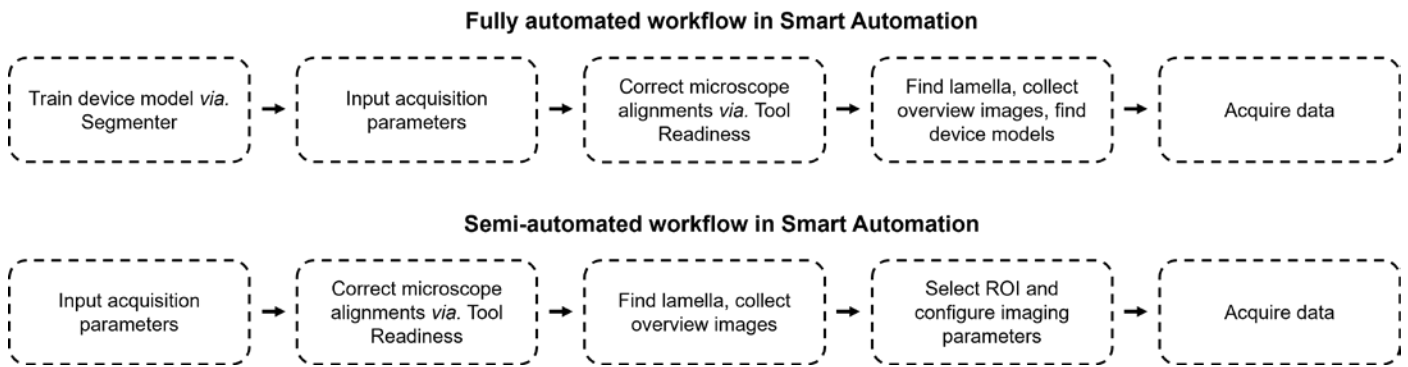 Fully automated workflow in Smart Automation
Train device model via.
Segmenter
Input acquisition
parameters
Correct microscope
alignments via. Tool
Readiness
Find lamella, collect
overview images, find
device models
Acquire data
Semi-automated workflow in Smart Automation
Input acquisition
parameters
Correct microscope
alignments via. Tool
Readiness
Find lamella, collect
overview images
Select ROI and
configure imaging
parameters
Acquire data